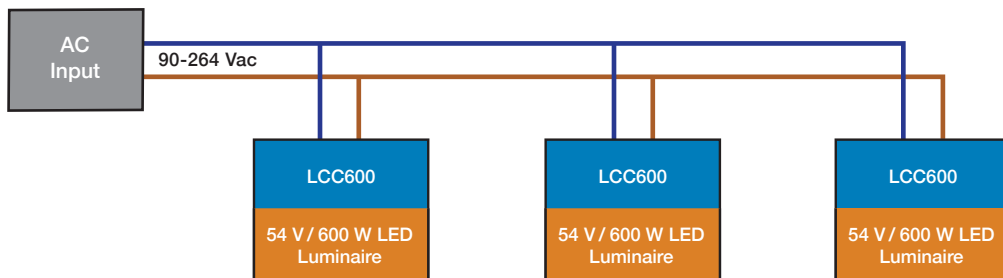 AC
Input
90-264 Vac
LCC600
54 V / 600 W LED
Luminaire
LCC600
54 V / 600 W LED
Luminaire
LCC600
54 V / 600 W LED
Luminaire